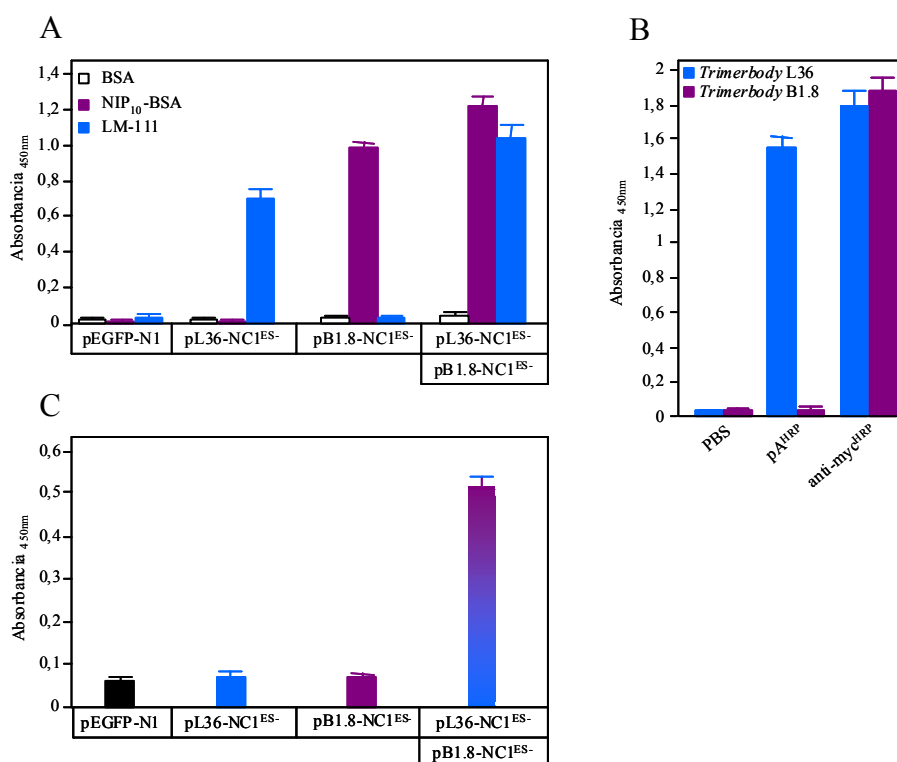 A
BSA
NIP10-BSA
LM-111
Absorbancia 450nm
1,4
1,2
1,0
0,8
0,6
0,4
0,2
0
pEGFP-N1 pL36-NC1ES- pB1.8-NC1ES- pL36-NC1ES-
pB1.8-NC1ES-
B
Trimerbody L36
Trimerbody B1.8
Absorbancia 450nm
2
1,8
1,6
1,4
1,2
2
0,8
0,6
0,4
0,2
0
PBS pAHRP anti-mycHRP
C
Absorbancia 450nm
0,6
0,5
0,4
0,3
0,2
0,1
0
pEGFP-N1 pL36-NC1ES- pB1.8-NC1ES- pL36-NC1ES-
pB1.8-NC1ES-